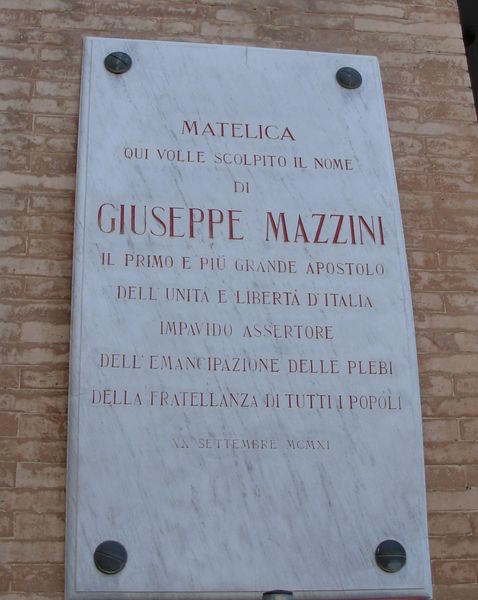 MATELICA
QUI VOLLE SCOLPITO IL NOME
DI
GIUSEPPE MAZZINI
IL PRIMO E PIÙ GRANDE APOSTOLO
DELL'UNITÀ E LIBERTÀ D'ITALIA
IMPAVIDO ASSERTORE
DELL'EMANCIPAZIONE DELLE PLEBI
DELLA FRATELLANZA DI TUTTI I POPOLI
XX SETTEMBRE MCMXI